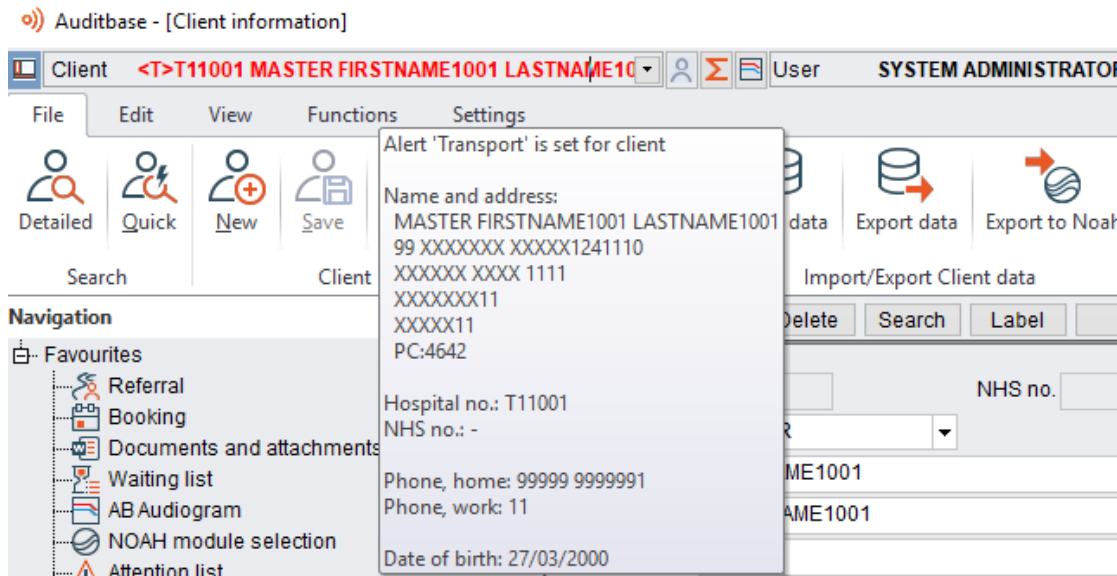 Auditbase - [Client information]
Client <T>T11001 MASTER FIRSTNAME1001 LASTNAME10 User SYSTEM ADMINISTRATOR
File Edit View Functions Settings
Detailed Quick New Save data Export data Export to Noah
Search Client Import/Export Client data
Alert 'Transport' is set for client
Name and address:
MASTER FIRSTNAME1001 LASTNAME1001
99 XXXXXXX XXXXX1241110
XXXXXX XXXX 1111
XXXXXXX11
XXXXX11
PC:4642
Hospital no.: T11001
NHS no.: -
Phone, home: 99999 9999991
Phone, work: 11
Date of birth: 27/03/2000
Navigation
Favourites
Referral
Booking
Documents and attachments
Waiting list
AB Audiogram
NOAH module selection
Attention list
Delete Search Label
NHS no.
R
ME1001
AME1001